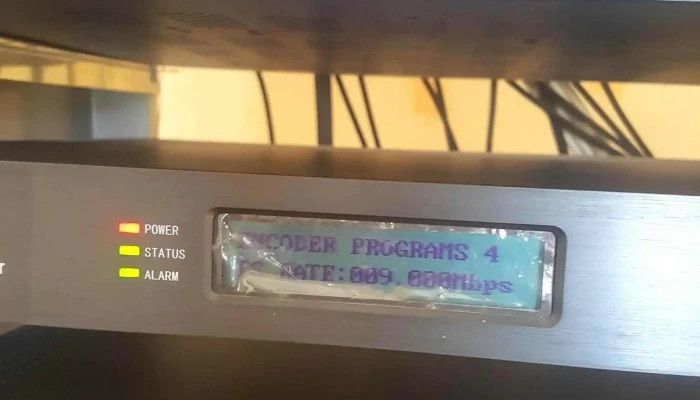 POWER
STATUS
ALARM
ENCODER PROGRAMS 4
RATE:009.000Mbps